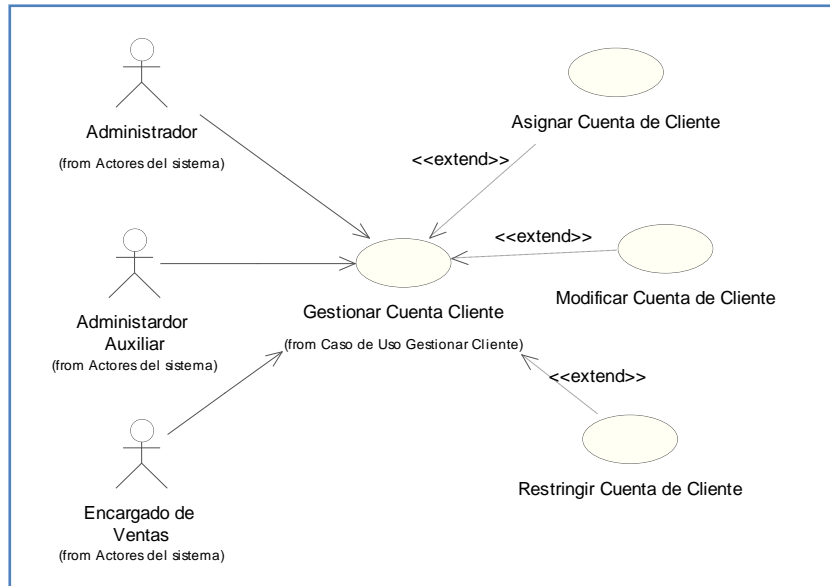 Administrador
(from Actores del sistema)
Asignar Cuenta de Cliente
<<extend>>
<<extend>>
Administardor
Auxiliar
(from Actores del sistema)
Gestionar Cuenta Cliente
(from Caso de Uso Gestionar Cliente)
Modificar Cuenta de Cliente
<<extend>>
Encargado de
Ventas
(from Actores del sistema)
Restringir Cuenta de Cliente